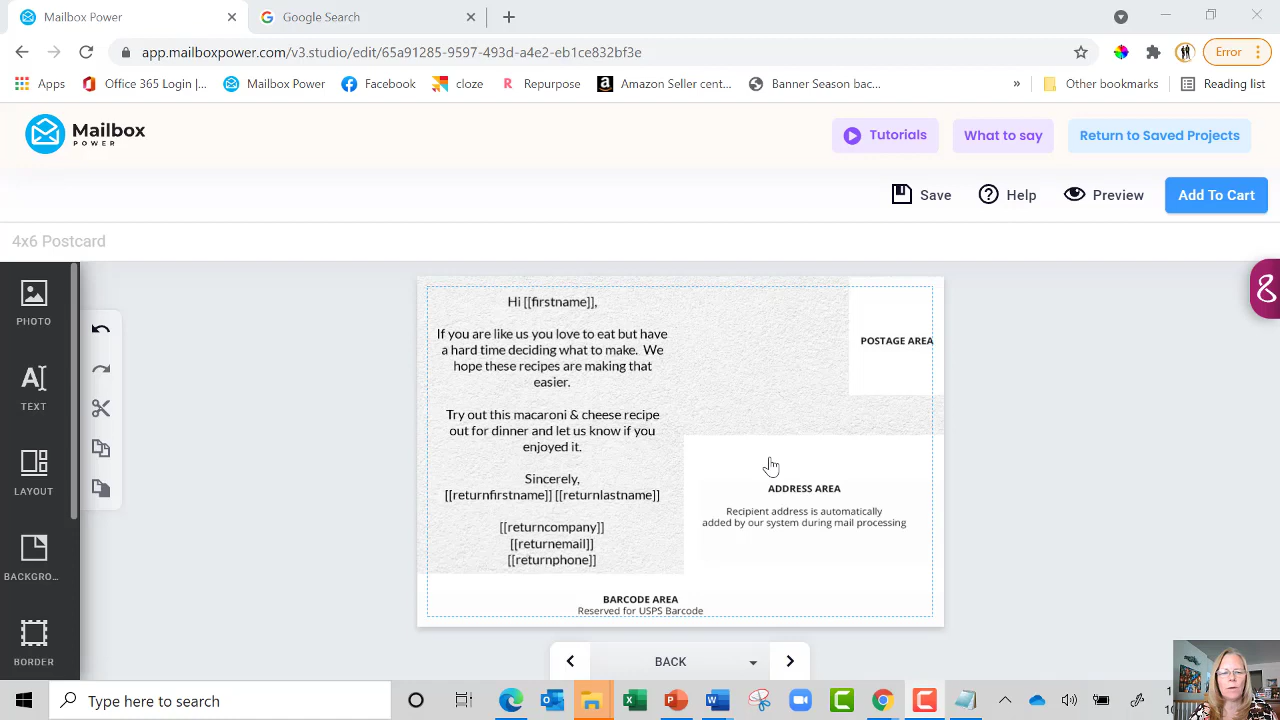 Mailbox Power
Google Search
app.mailboxpower.com/v3.studio/edit/65a91285-9597-493d-a4e2-eb1ce832bf3e
Error
Apps
Office 365 Login |...
Mailbox Power
Facebook
cloze
Repurpose
Amazon Seller cent...
Banner Season bac...
»
Other bookmarks
Reading list
Mailbox
POWER
Tutorials
What to say
Return to Saved Projects
Save
Help
Preview
Add To Cart
4x6 Postcard
PHOTO
TEXT
LAYOUT
BACKGRO...
BORDER
Hi [[firstname]],
If you are like us you love to eat but have
a hard time deciding what to make. We
hope these recipes are making that
easier.
Try out this macaroni & cheese recipe
out for dinner and let us know if you
enjoyed it.
Sincerely,
[[returnfirstname]] [[returnlastname]]
[[returncompany]]
[[returnemail]]
[[returnphone]]
POSTAGE AREA
ADDRESS AREA
Recipient address is automatically
added by our system during mail processing
BARCODE AREA
Reserved for USPS Barcode
BACK
Type here to search